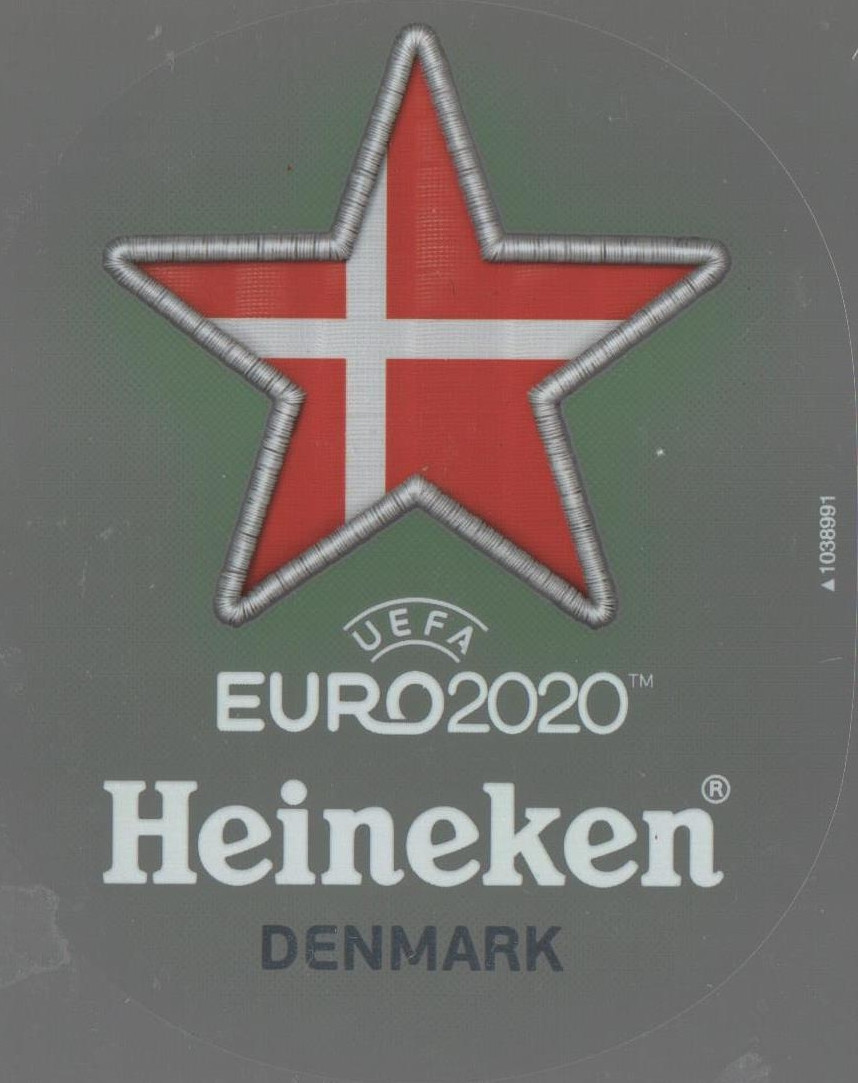 UEFA
EURO2020™
Heineken®
DENMARK
▲1038991